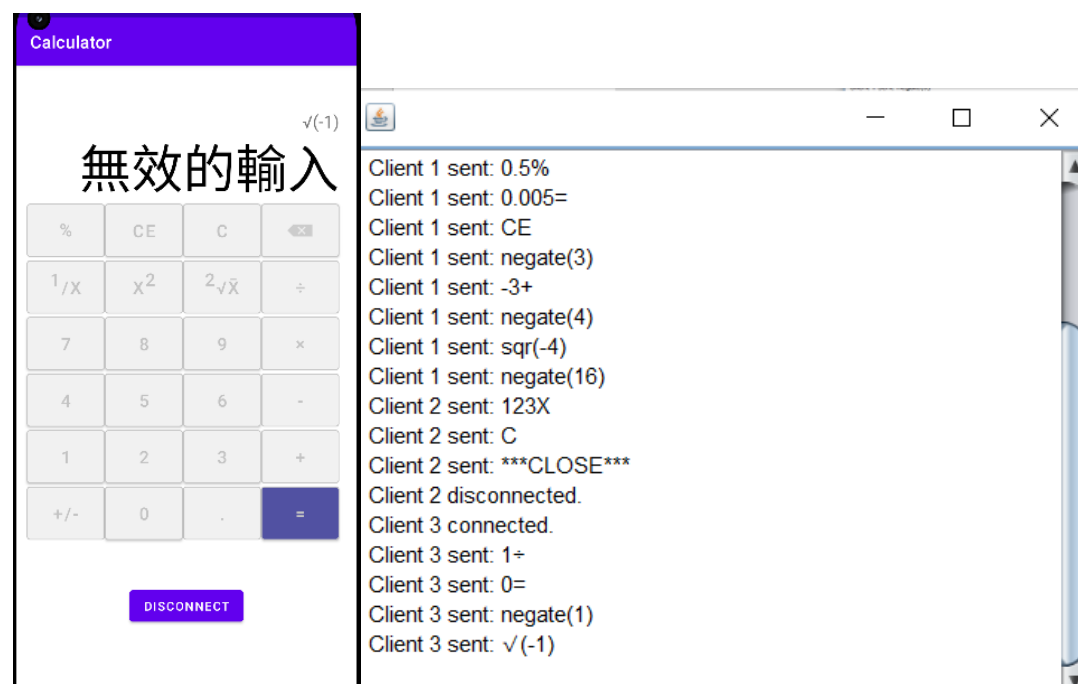 Calculator
√(-1)
無效的輸入
% CE C
1/X X2 2√x̄ ÷
7 8 9 ×
4 5 6 -
1 2 3 +
+/- 0 . =
DISCONNECT
Client 1 sent: 0.5%
Client 1 sent: 0.005=
Client 1 sent: CE
Client 1 sent: negate(3)
Client 1 sent: -3+
Client 1 sent: negate(4)
Client 1 sent: sqr(-4)
Client 1 sent: negate(16)
Client 2 sent: 123X
Client 2 sent: C
Client 2 sent: ***CLOSE***
Client 2 disconnected.
Client 3 connected.
Client 3 sent: 1÷
Client 3 sent: 0=
Client 3 sent: negate(1)
Client 3 sent: √(-1)